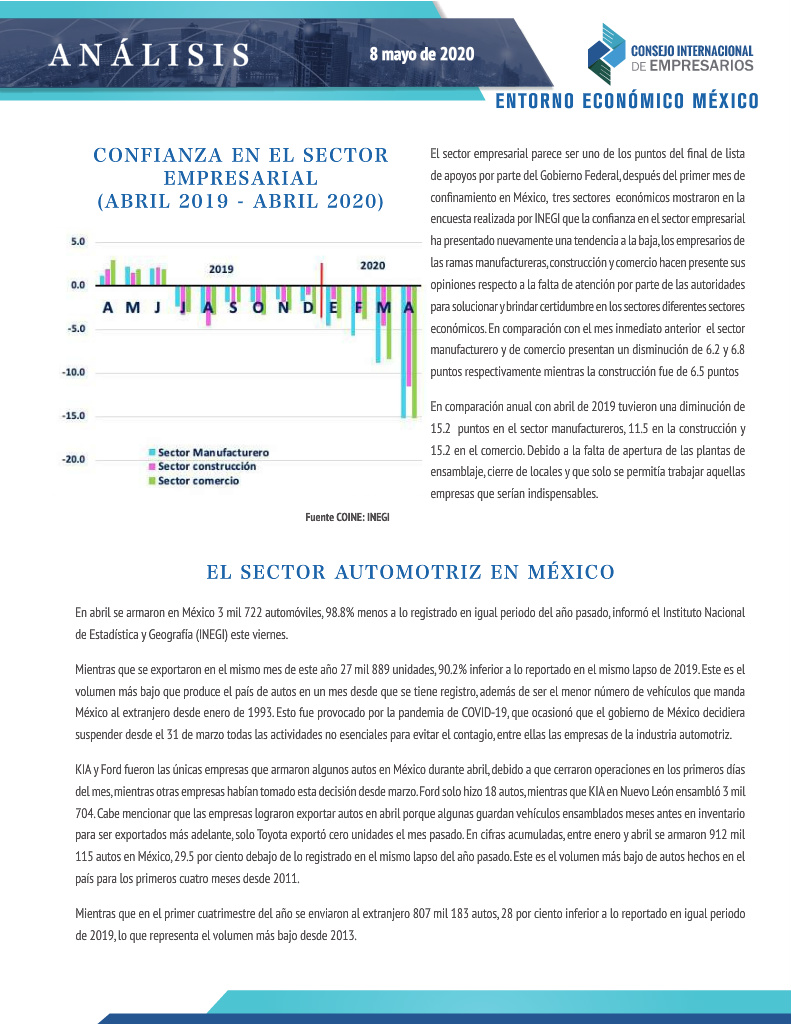 ANÁLISIS
8 mayo de 2020
CONSEJO INTERNACIONAL
DE EMPRESARIOS
ENTORNO ECONÓMICO MÉXICO
CONFIANZA EN EL SECTOR
EMPRESARIAL
(ABRIL 2019 - ABRIL 2020)
5.0
0.0
-5.0
-10.0
-15.0
-20.0
2019
2020
A M J J A S O N D E F M A
Sector Manufacturero
Sector construcción
Sector comercio
Fuente COINE: INEGI
El sector empresarial parece ser uno de los puntos del final de lista
de apoyos por parte del Gobierno Federal, después del primer mes de
confinamiento en México, tres sectores económicos mostraron en la
encuesta realizada por INEGI que la confianza en el sector empresarial
ha presentado nuevamente una tendencia a la baja, los empresarios de
las ramas manufactureras, construcción y comercio hacen presente sus
opiniones respecto a la falta de atención por parte de las autoridades
para solucionar y brindar certidumbre en los sectores diferentes sectores
económicos. En comparación con el mes inmediato anterior el sector
manufacturero y de comercio presentan un disminución de 6.2 y 6.8
puntos respectivamente mientras la construcción fue de 6.5 puntos
En comparación anual con abril de 2019 tuvieron una diminución de
15.2 puntos en el sector manufactureros, 11.5 en la construcción y
15.2 en el comercio. Debido a la falta de apertura de las plantas de
ensamblaje, cierre de locales y que solo se permitía trabajar aquellas
empresas que serían indispensables.
EL SECTOR AUTOMOTRIZ EN MÉXICO
En abril se armaron en México 3 mil 722 automóviles, 98.8% menos a lo registrado en igual periodo del año pasado, informó el Instituto Nacional
de Estadística y Geografía (INEGI) este viernes.
Mientras que se exportaron en el mismo mes de este año 27 mil 889 unidades, 90.2% inferior a lo reportado en el mismo lapso de 2019. Este es el
volumen más bajo que produce el país de autos en un mes desde que se tiene registro, además de ser el menor número de vehículos que manda
México al extranjero desde enero de 1993. Esto fue provocado por la pandemia de COVID-19, que ocasionó que el gobierno de México decidiera
suspender desde el 31 de marzo todas las actividades no esenciales para evitar el contagio, entre ellas las empresas de la industria automotriz.
KIA y Ford fueron las únicas empresas que armaron algunos autos en México durante abril, debido a que cerraron operaciones en los primeros días
del mes, mientras otras empresas habían tomado esta decisión desde marzo. Ford solo hizo 18 autos, mientras que KIA en Nuevo León ensambló 3 mil
704. Cabe mencionar que las empresas lograron exportar autos en abril porque algunas guardan vehículos ensamblados meses antes en inventario
para ser exportados más adelante, solo Toyota exportó cero unidades el mes pasado. En cifras acumuladas, entre enero y abril se armaron 912 mil
115 autos en México, 29.5 por ciento debajo de lo registrado en el mismo lapso del año pasado. Este es el volumen más bajo de autos hechos en el
país para los primeros cuatro meses desde 2011.
Mientras que en el primer cuatrimestre del año se enviaron al extranjero 807 mil 183 autos, 28 por ciento inferior a lo reportado en igual periodo
de 2019, lo que representa el volumen más bajo desde 2013.